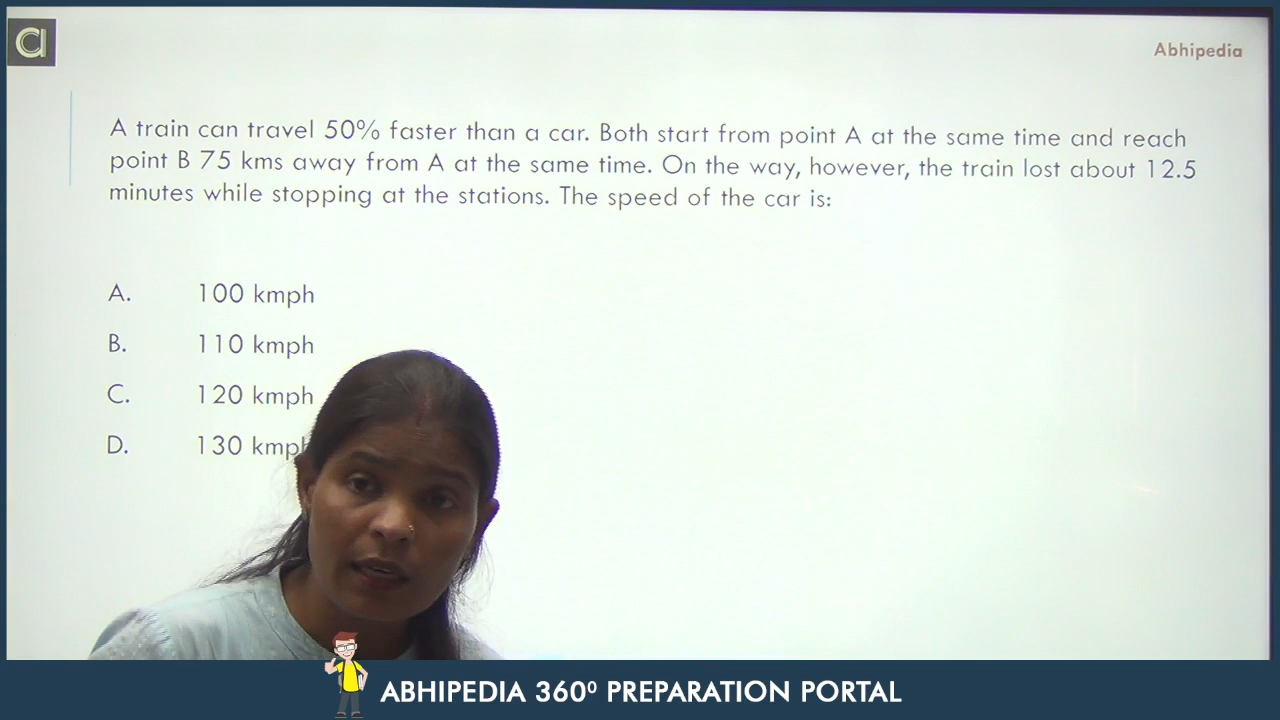 Abhipedia
A train can travel 50% faster than a car. Both start from point A at the same time and reach
point B 75 kms away from A at the same time. On the way, however, the train lost about 12.5
minutes while stopping at the stations. The speed of the car is:
A. 100 kmph
B. 110 kmph
C. 120 kmph
D. 130 kmph
ABHIPEDIA 360⁰ PREPARATION PORTAL